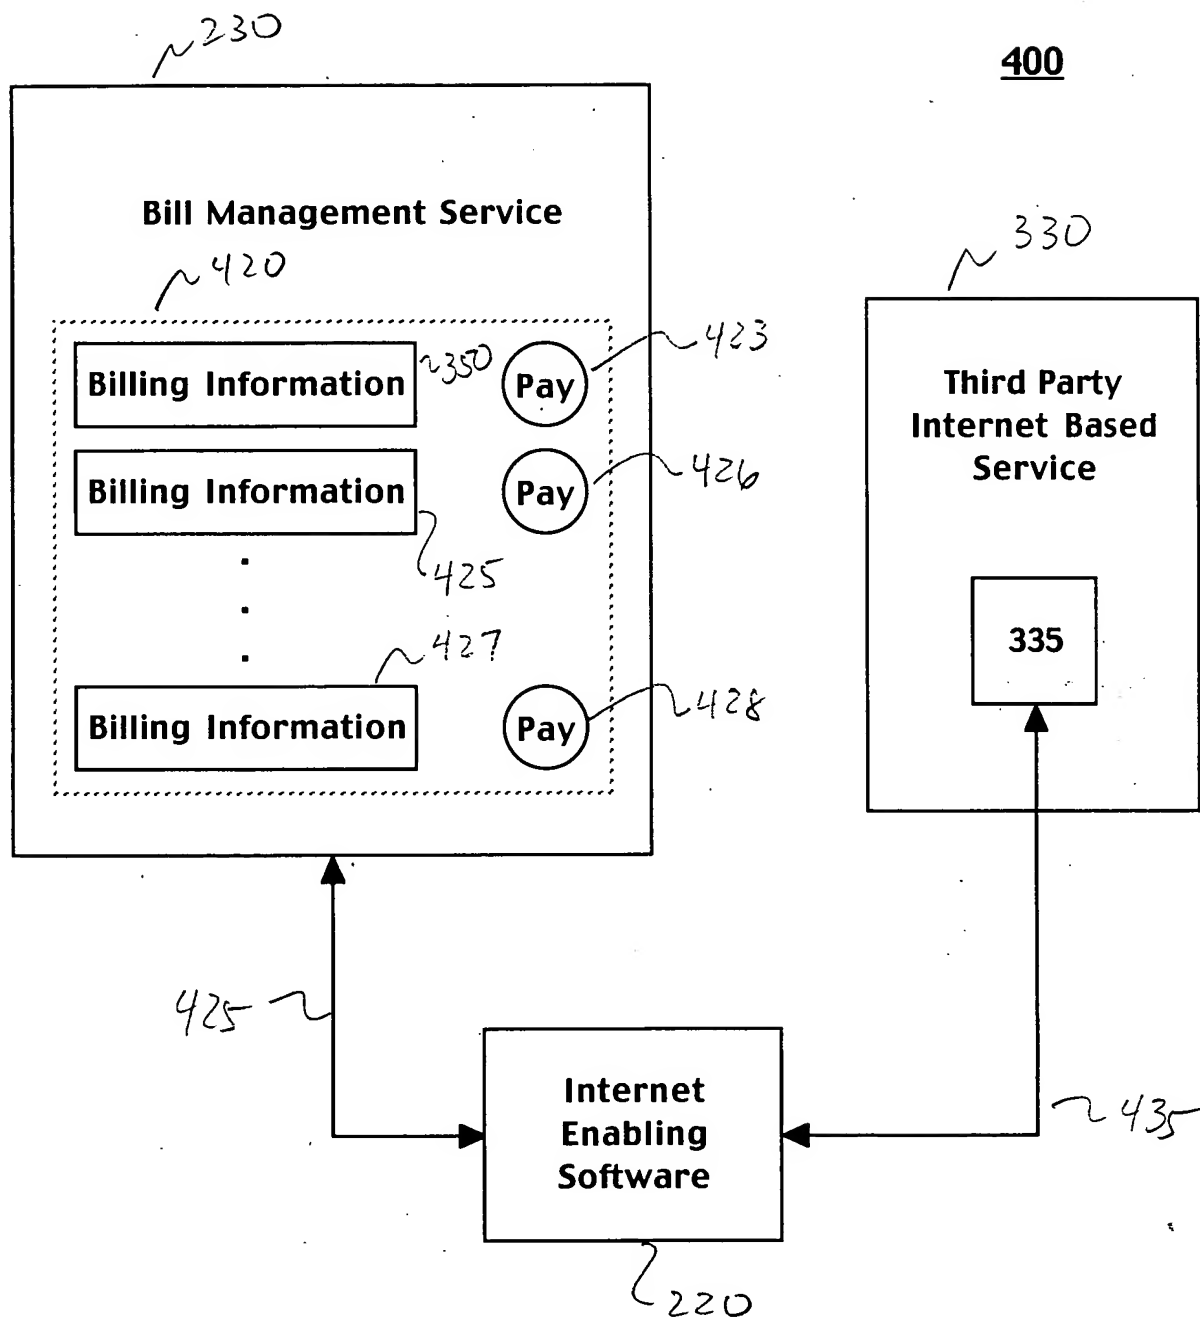 230
400
Bill Management Service
420
330
Billing Information
350
Pay
423
Billing Information
Pay
426
425
Third Party
Internet Based
Service
335
427
Billing Information
Pay
428
425
Internet
Enabling
Software
435
220